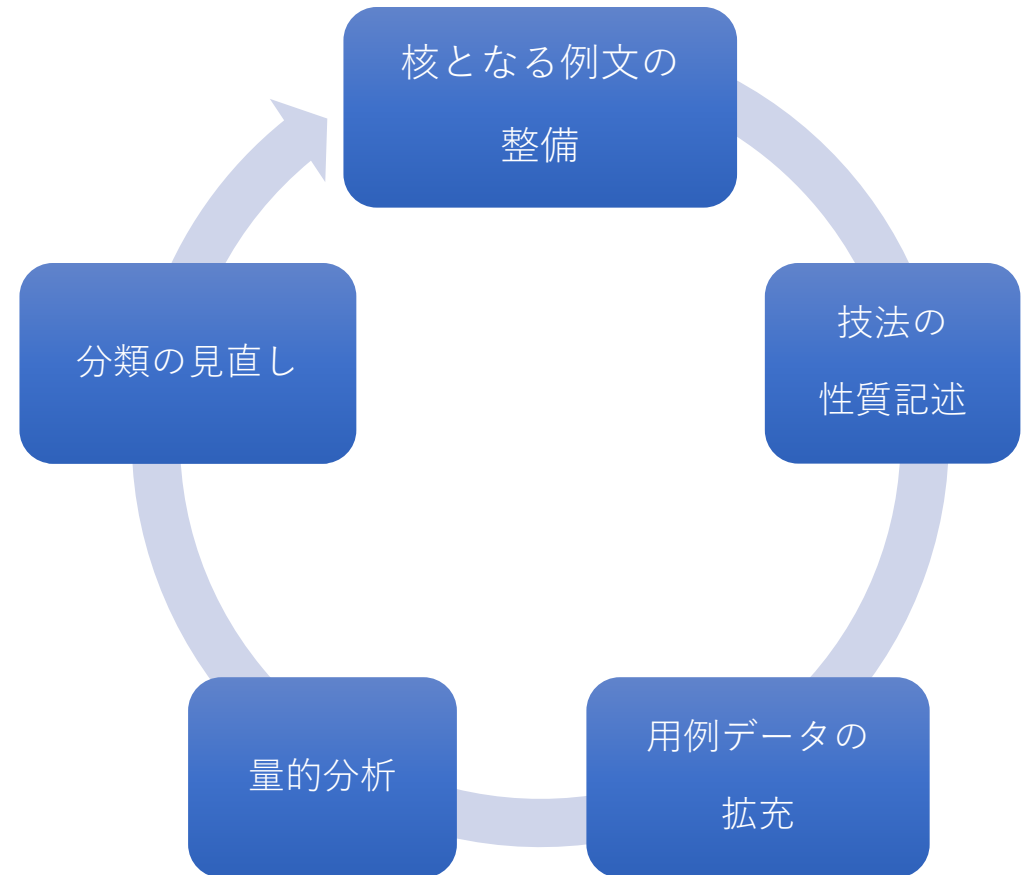 核となる例文の
整備
技法の
性質記述
用例データの
拡充
量的分析
分類の見直し